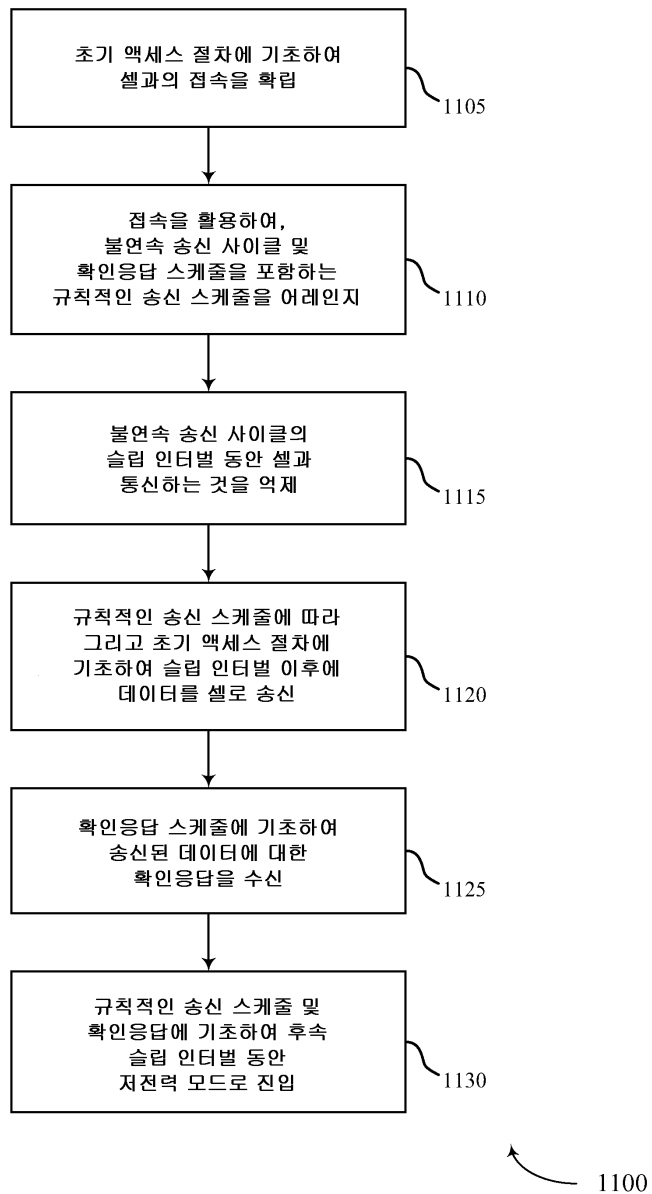 초기 액세스 절차에 기초하여
셀과의 접속을 확립
1105
접속을 활용하여,
불연속 송신 사이클 및
확인응답 스케줄을 포함하는
규칙적인 송신 스케줄을 어레인지
1110
불연속 송신 사이클의
슬립 인터벌 동안 셀과
통신하는 것을 억제
1115
규칙적인 송신 스케줄에 따라
그리고 초기 액세스 절차에
기초하여 슬립 인터벌 이후에
데이터를 셀로 송신
1120
확인응답 스케줄에 기초하여
송신된 데이터에 대한
확인응답을 수신
1125
규칙적인 송신 스케줄 및
확인응답에 기초하여 후속
슬립 인터벌 동안
저전력 모드로 진입
1130
1100